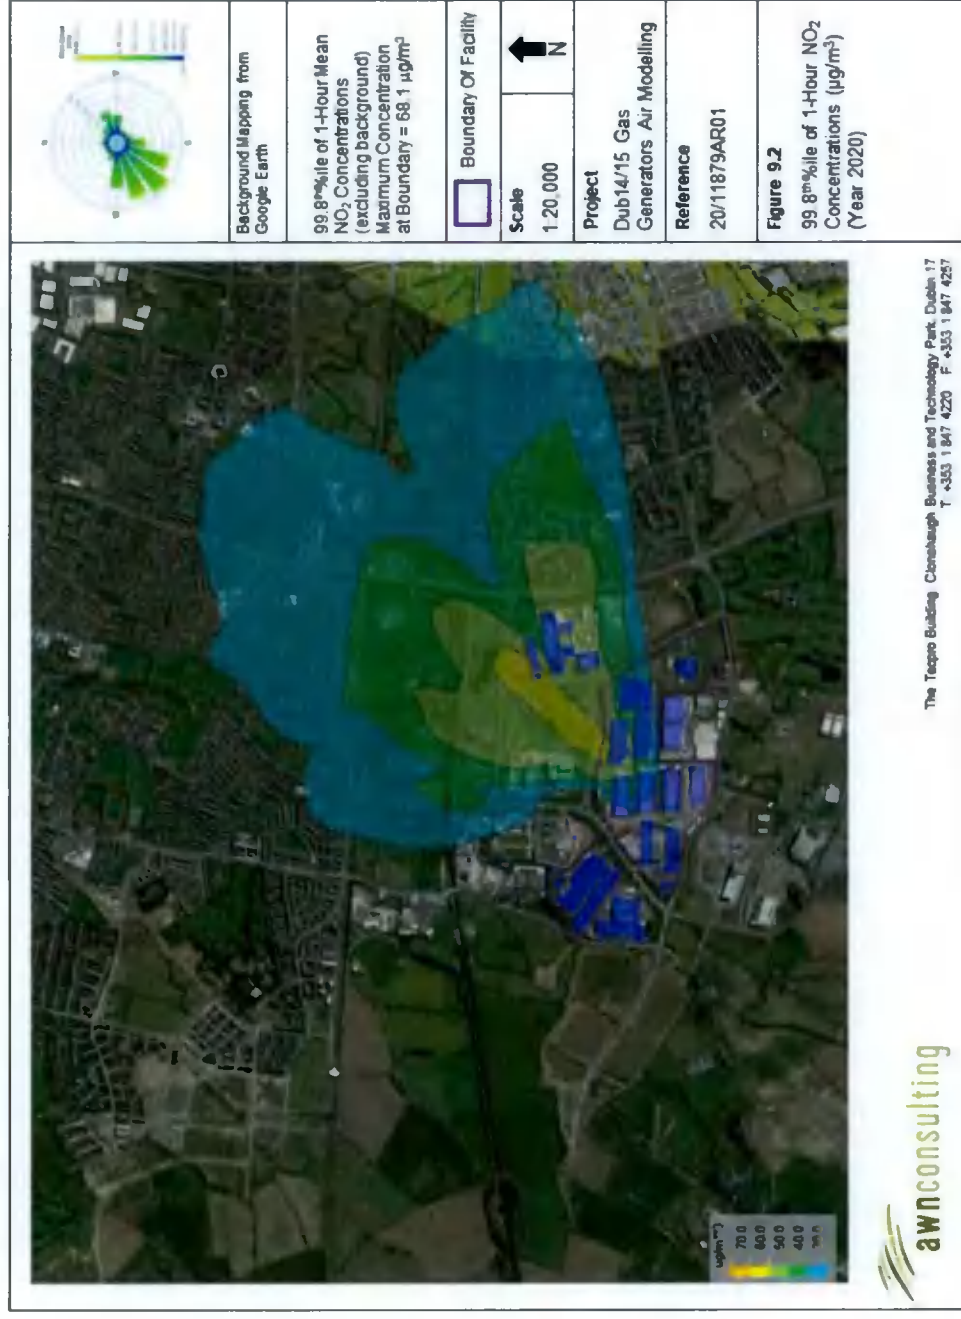 Background Mapping from
Google Earth
99.8th%ile of 1-Hour Mean
NO2 Concentrations
(excluding background)
Maximum Concentration
at Boundary = 68.1 µg/m3
Boundary Of Facility
Scale
1:20,000
N
Project
Dub14/15 Gas
Generators Air Modelling
Reference
20/11879AR01
Figure 9.2
99.8th%ile of 1-Hour NO2
Concentrations (µg/m3)
(Year 2020)
70.0
60.0
50.0
40.0
awnconsulting
The Tecpro Building, Clonshaugh Business and Technology Park, Dublin 17
T +353 1 847 4220 F +353 1 847 4257